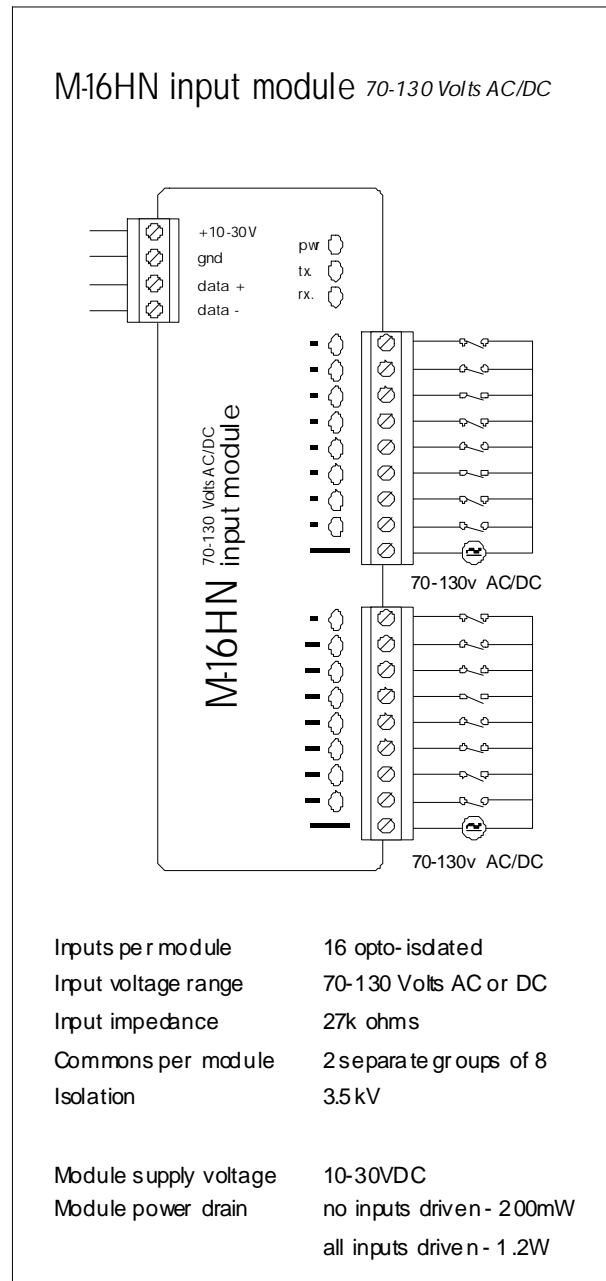 M-16HN input module 70-130 Volts AC/DC
+10-30V
gnd
data +
data -
pwr
tx.
rx.
70-130 Volts AC/DC
M-16HN input module
70-130v AC/DC
70-130v AC/DC
Inputs per module 16 opto-isolated
Input voltage range 70-130 Volts AC or DC
Input impedance 27k ohms
Commons per module 2 separate groups of 8
Isolation 3.5 kV
Module supply voltage 10-30VDC
Module power drain no inputs driven - 200mW
all inputs driven - 1.2W